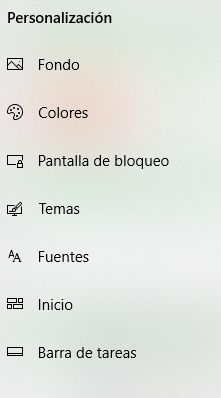 Personalización
Fondo
Colores
Pantalla de bloqueo
Temas
Fuentes
Inicio
Barra de tareas